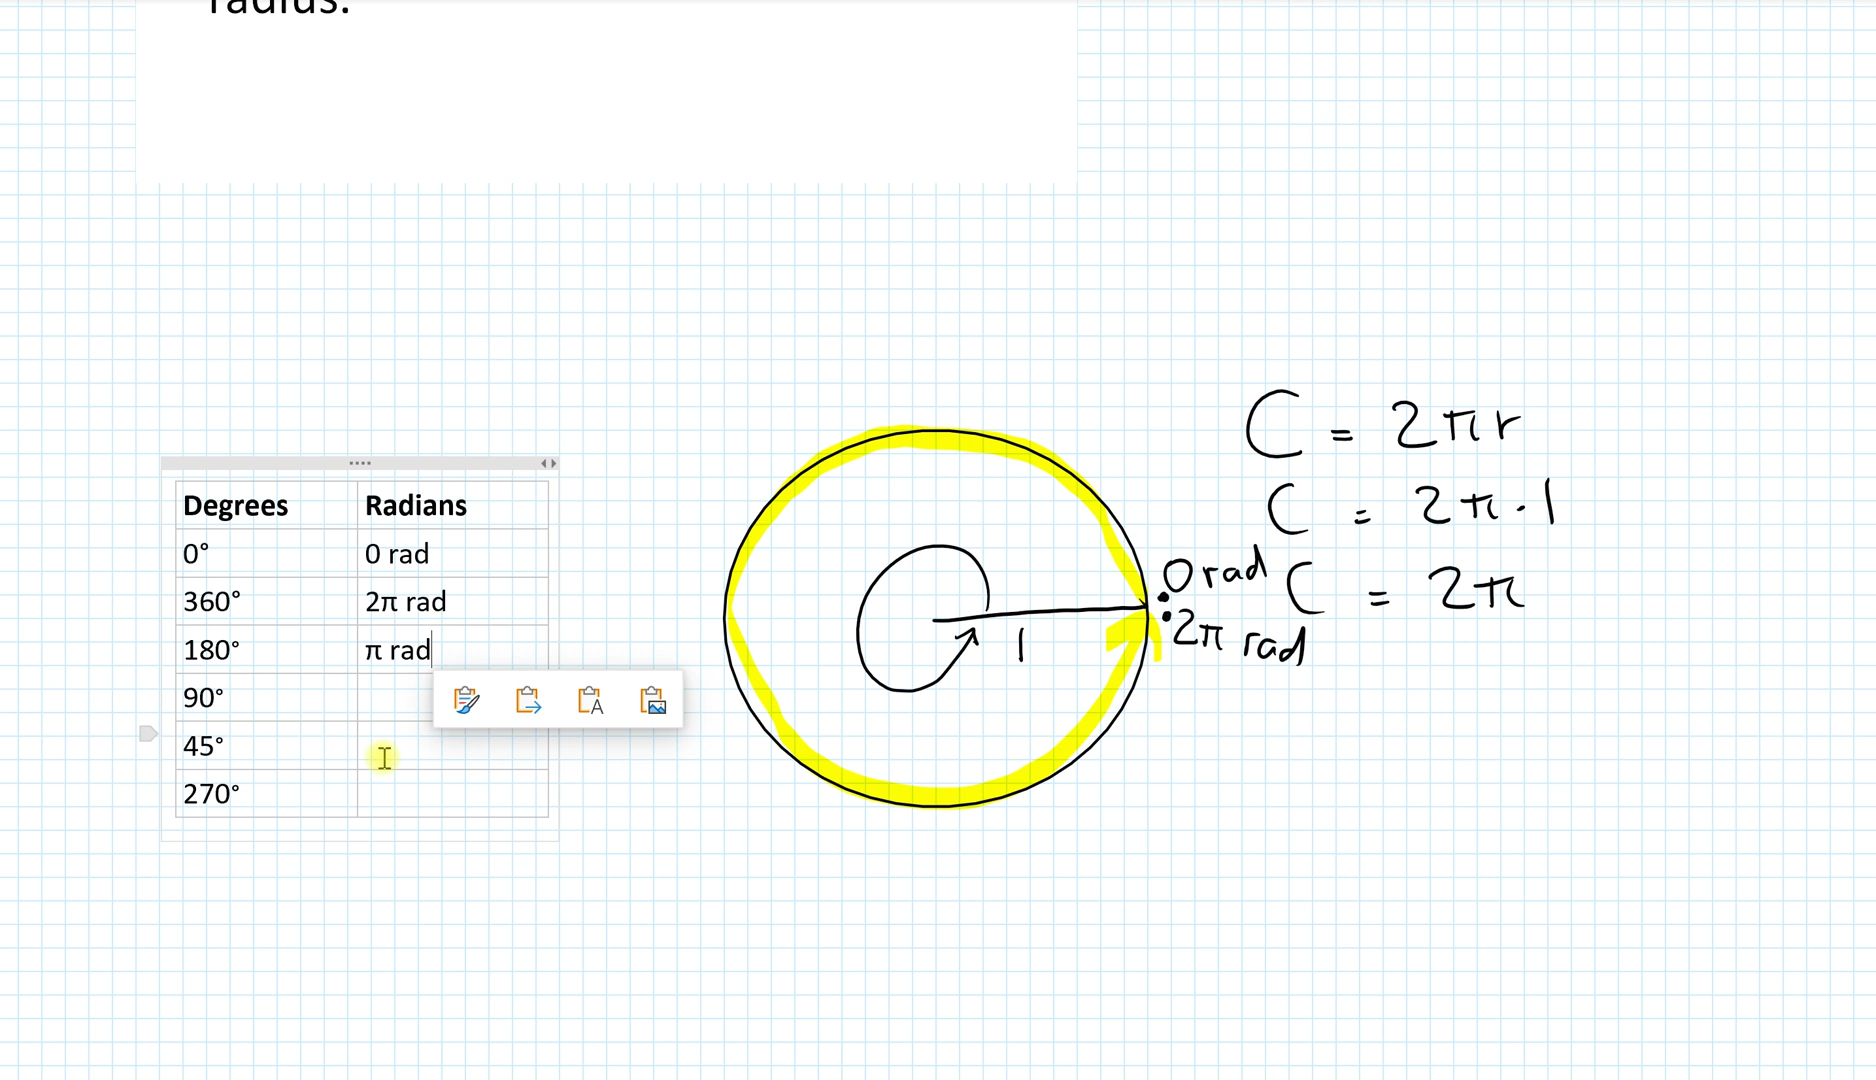 radius.
Degrees Radians
0° 0 rad
360° 2π rad
180° π rad
90°
45°
270°
1
0 rad
2π rad
C = 2πr
C = 2π · 1
C = 2π